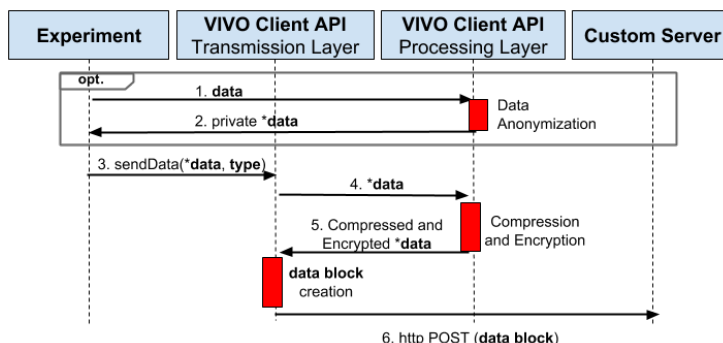 Experiment
VIVO Client API
Transmission Layer
VIVO Client API
Processing Layer
Custom Server
opt.
1. data
Data
Anonymization
2. private *data
3. sendData(*data, type)
4. *data
5. Compressed and
Encrypted *data
Compression
and Encryption
data block
creation
6. http POST (data block)